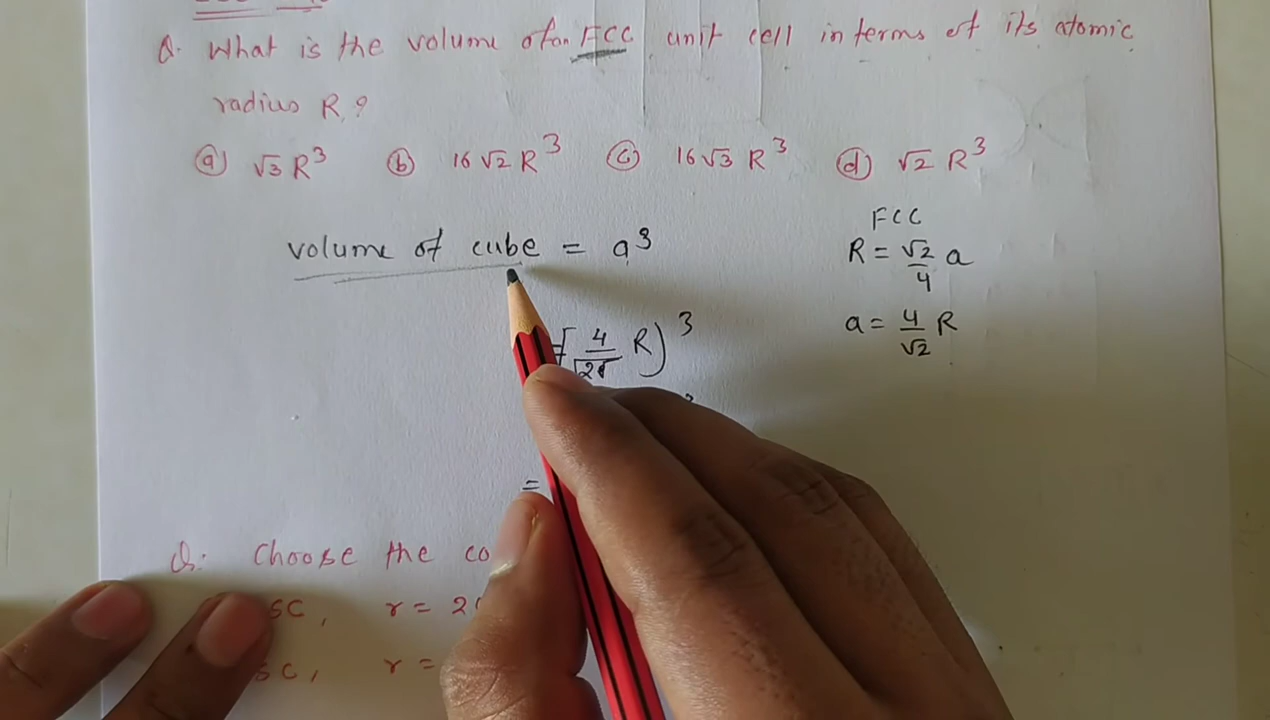 Q. What is the volume of an FCC unit cell in terms of its atomic
radius R ?
(a) √3 R³ (b) 16 √2 R³ (c) 16√3 R³ (d) √2 R³
FCC
volume of cube = a³
R = √2/4 a
a = 4/√2 R
= (4/√2 R)³
=
Q: Choose the
SC, r =
r =